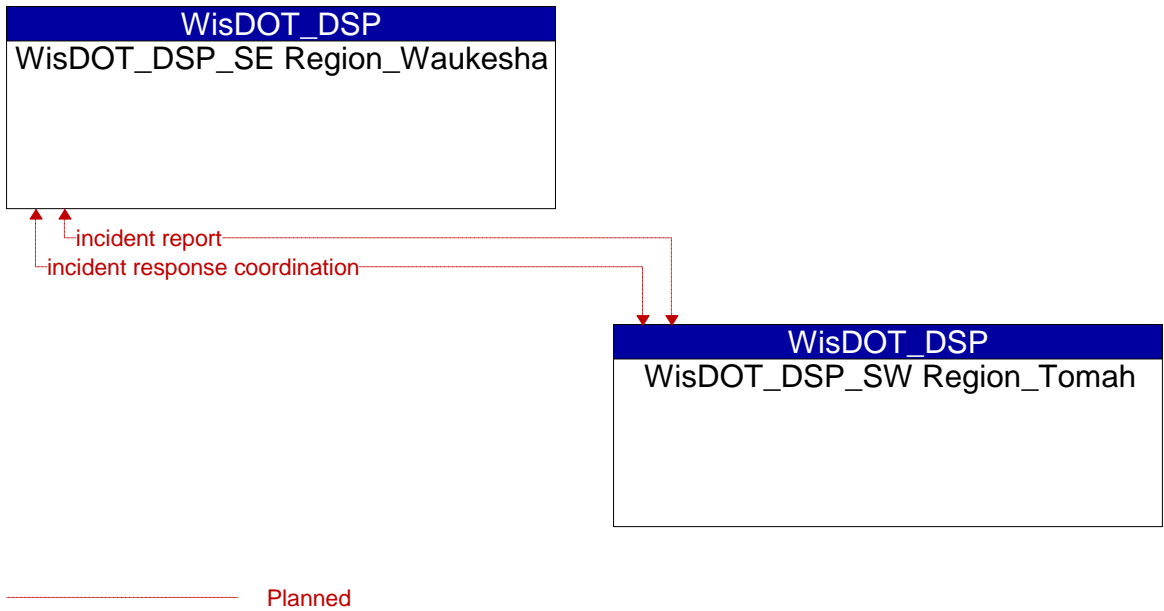 WisDOT_DSP
WisDOT_DSP_SE Region_Waukesha
incident report
incident response coordination
WisDOT_DSP
WisDOT_DSP_SW Region_Tomah
Planned